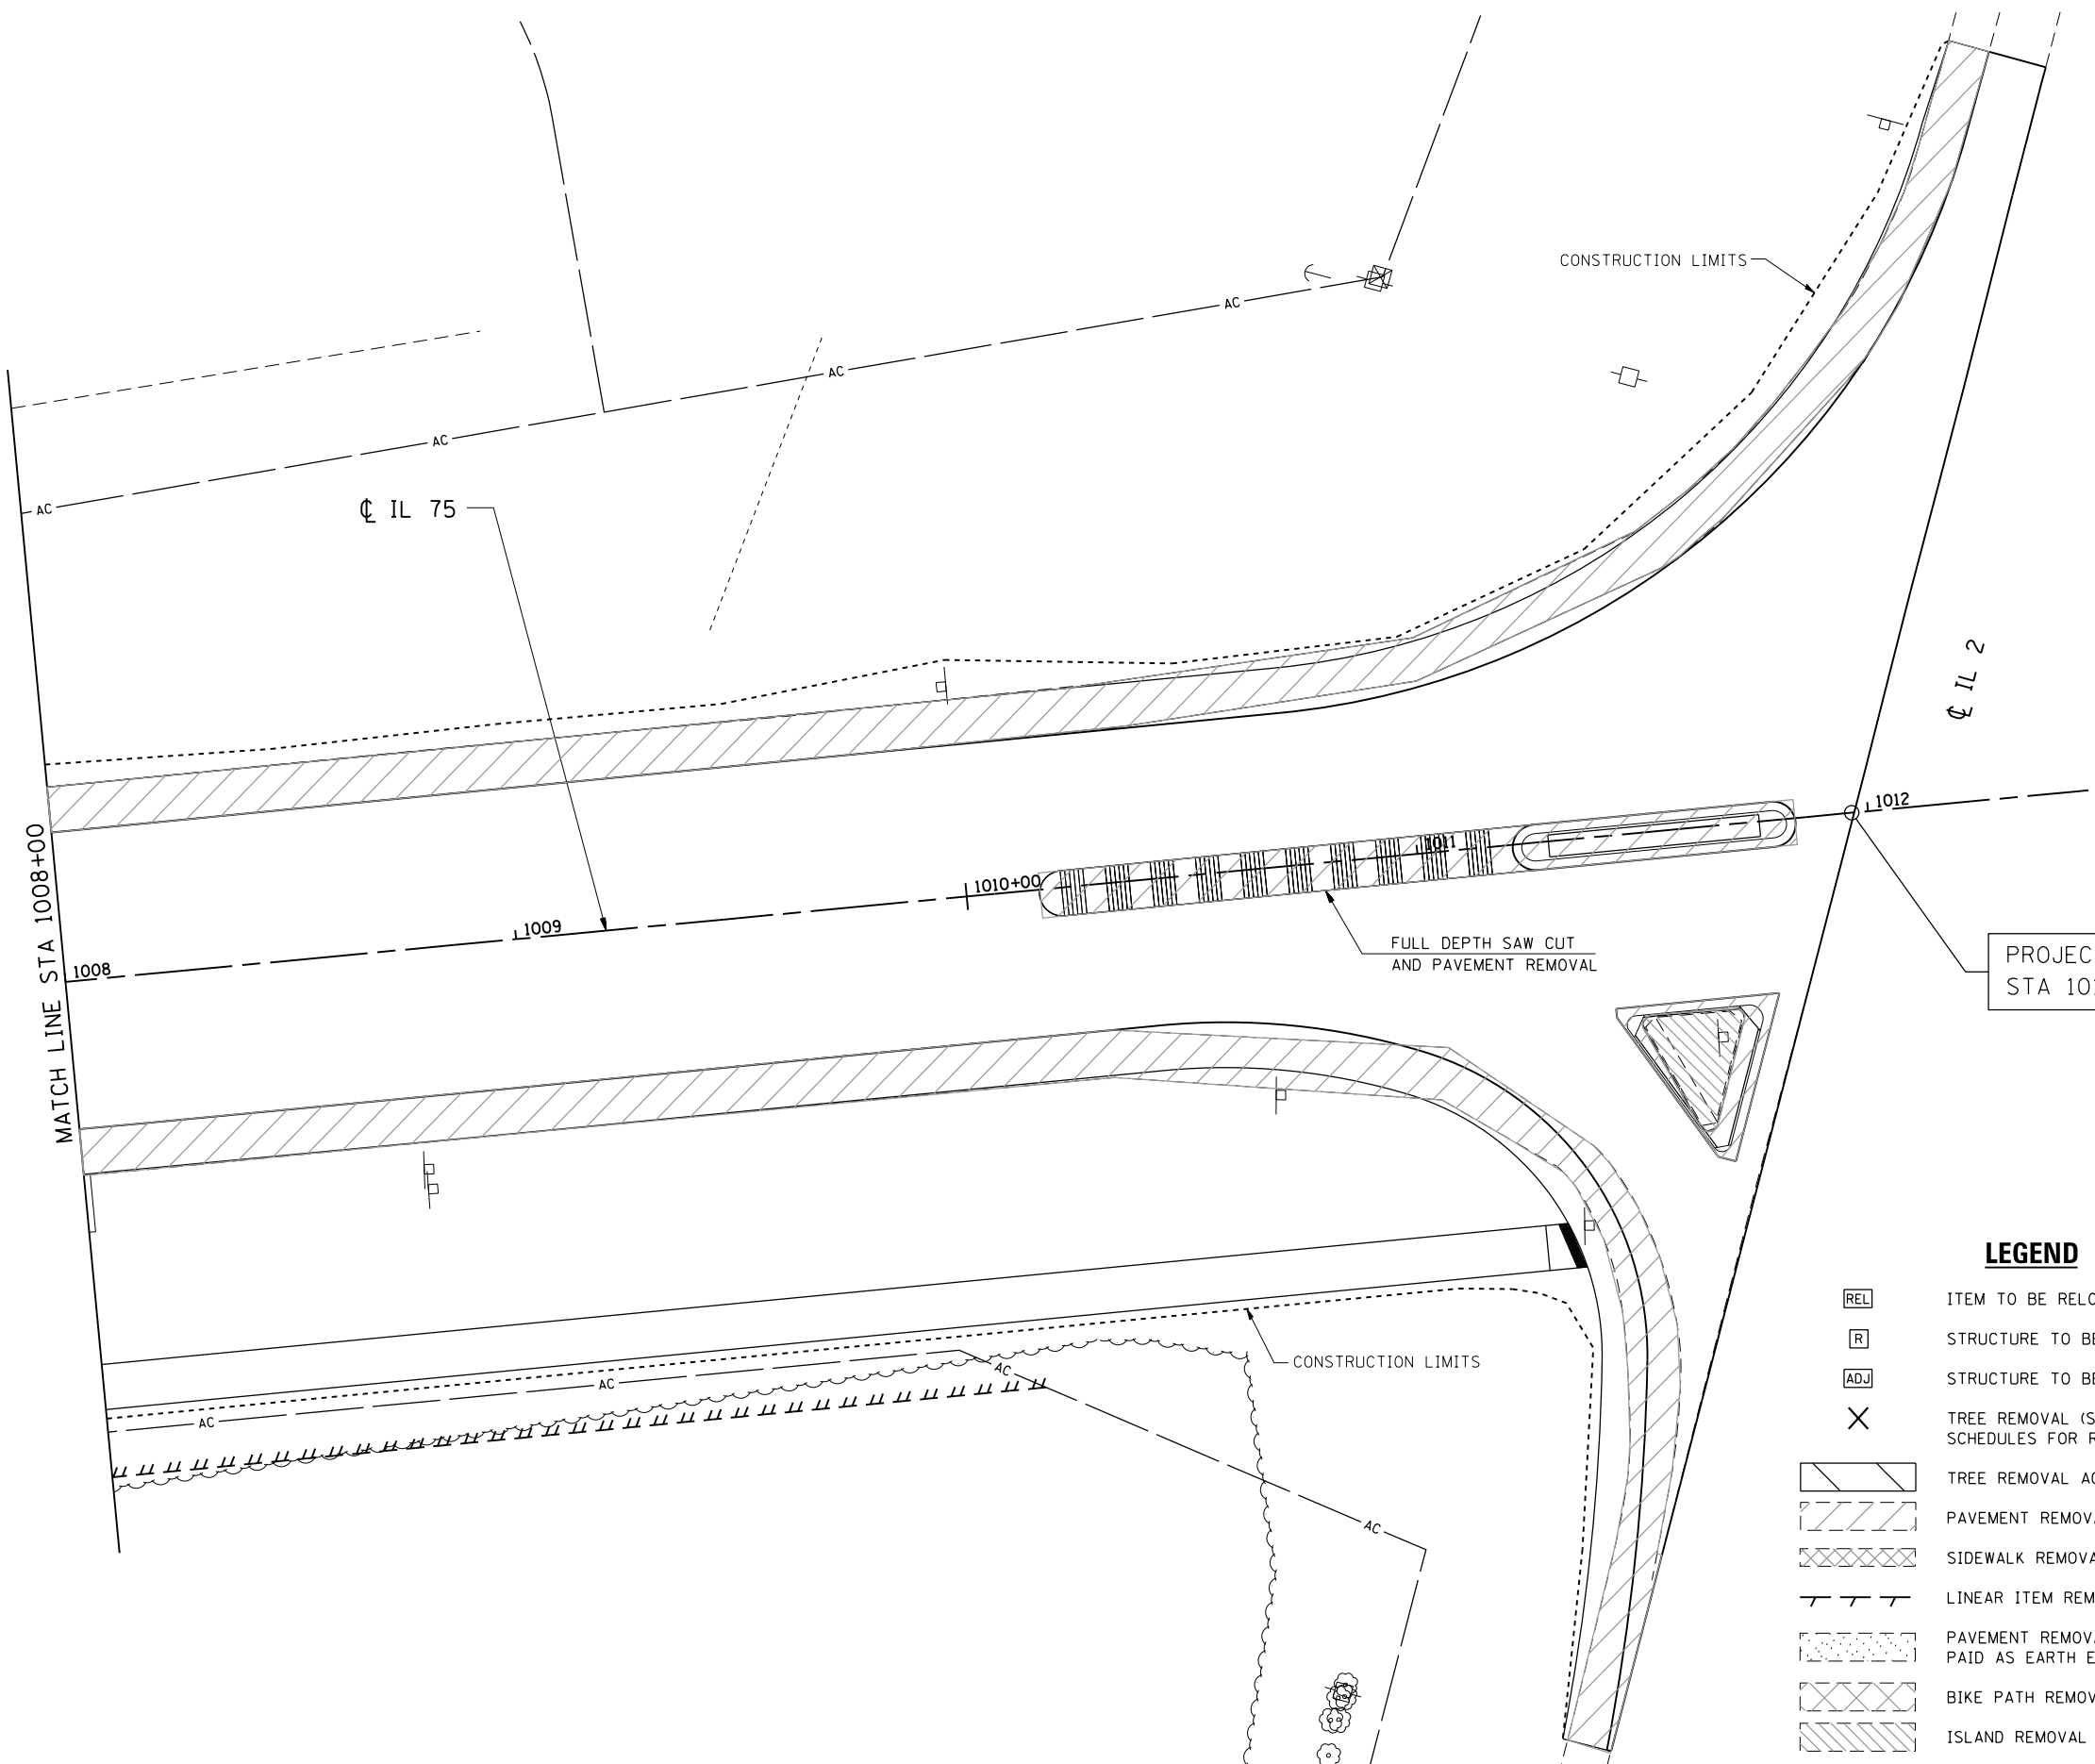 CONSTRUCTION LIMITS
AC
AC
AC
AC
℄ IL 75
℄ IL 2
1012
1011
1010+00
1009
1008
MATCH LINE STA 1008+00
FULL DEPTH SAW CUT
AND PAVEMENT REMOVAL
PROJEC
STA 101
CONSTRUCTION LIMITS
AC
AC
AC
AC
LEGEND
REL ITEM TO BE RELO
R STRUCTURE TO BE
ADJ STRUCTURE TO BE
TREE REMOVAL (S
SCHEDULES FOR R
TREE REMOVAL AC
PAVEMENT REMOVA
SIDEWALK REMOVA
LINEAR ITEM REM
PAVEMENT REMOVA
PAID AS EARTH E
BIKE PATH REMOV
ISLAND REMOVAL